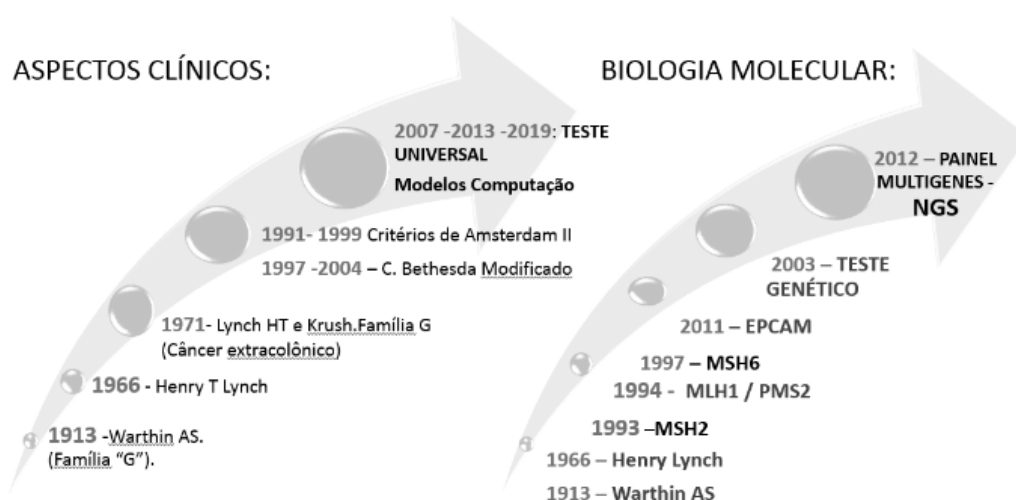 ASPECTOS CLÍNICOS:
2007 -2013 -2019: TESTE
UNIVERSAL
Modelos Computação
1991- 1999 Critérios de Amsterdam II
1997 -2004 – C. Bethesda Modificado
1971- Lynch HT e Krush.Família G
(Câncer extracolônico)
1966 - Henry T Lynch
1913 -Warthin AS.
(Família “G”).
BIOLOGIA MOLECULAR:
2012 – PAINEL
MULTIGENES -
NGS
2003 – TESTE
GENÉTICO
2011 – EPCAM
1997 – MSH6
1994 - MLH1 / PMS2
1993 –MSH2
1966 – Henry Lynch
1913 – Warthin AS